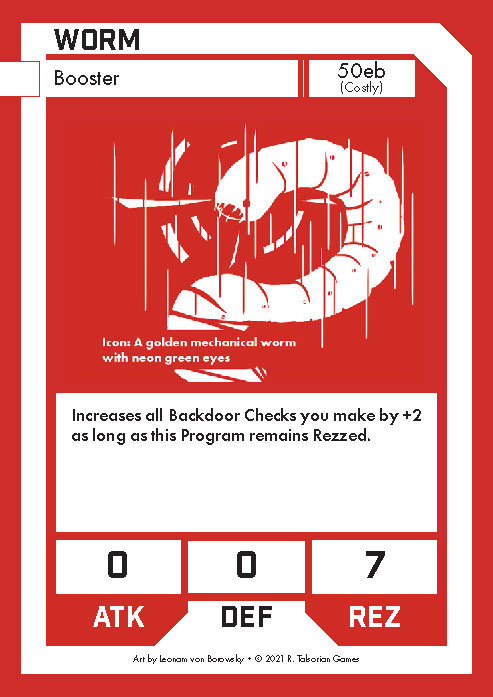 WORM
Booster
50eb
(Costly)
Icon: A golden mechanical worm
with neon green eyes
Increases all Backdoor Checks you make by +2
as long as this Program remains Rezzed.
0
0
7
ATK
DEF
REZ
Art by Leonam von Borowsky • © 2021 R. Talsorian Games